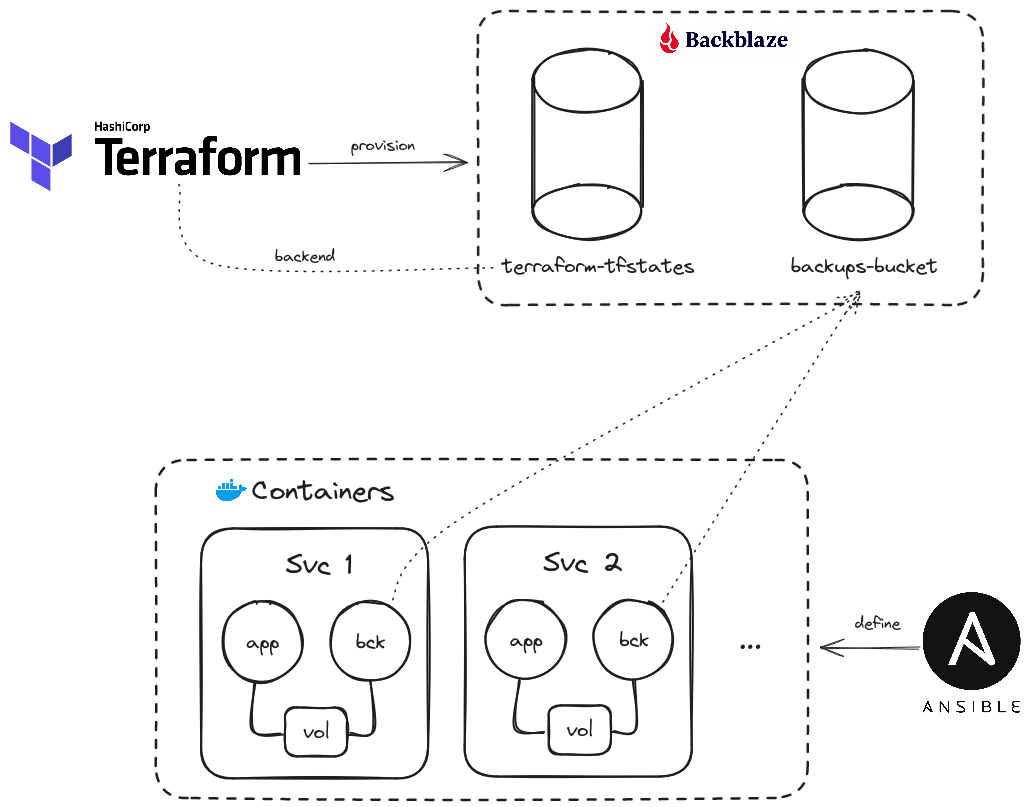 Backblaze
HashiCorp
Terraform
provision
backend
terraform-tfstates
backups-bucket
Containers
Svc 1
Svc 2
app
bck
app
bck
...
define
vol
vol
ANSIBLE